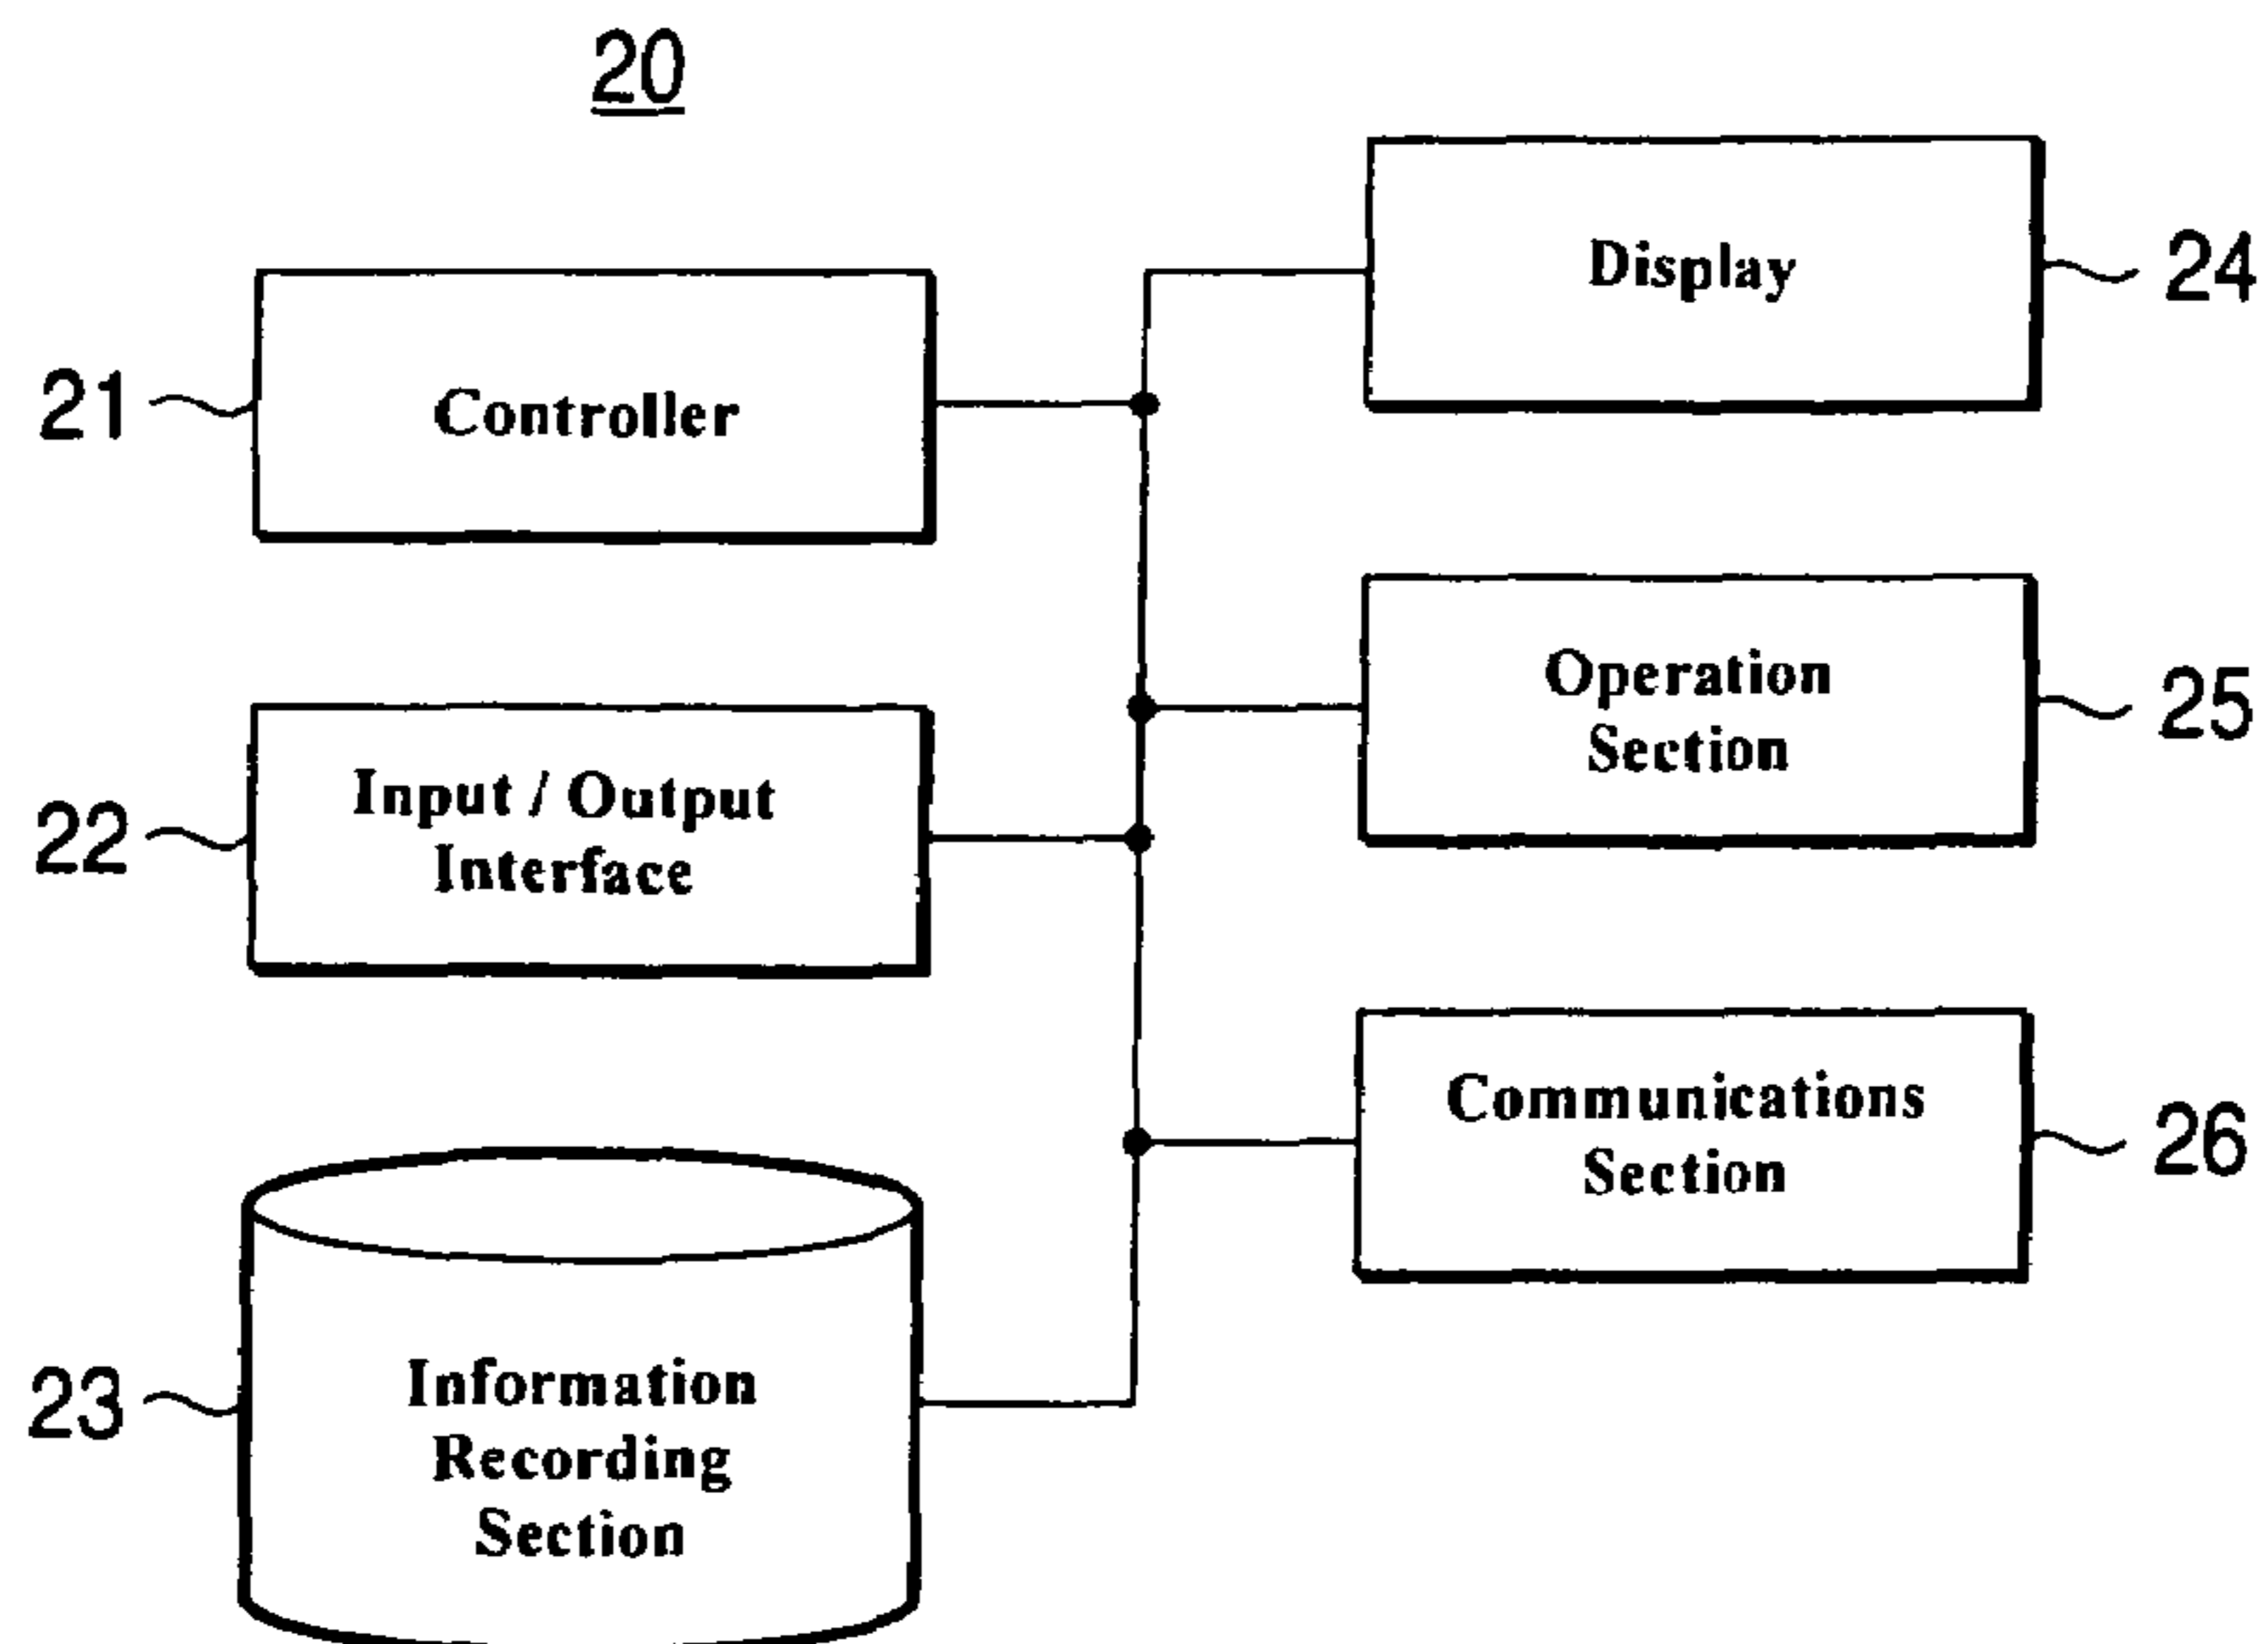 20
21
Controller
22
Input / Output
Interface
23
Information
Recording
Section
Display
24
Operation
Section
25
Communications
Section
26